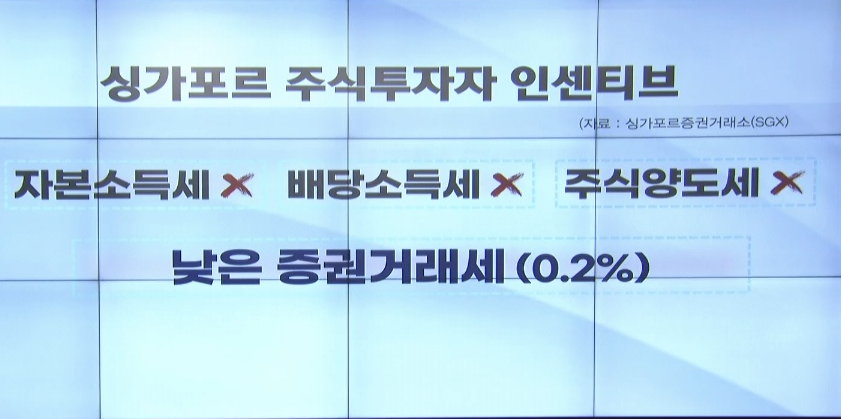 싱가포르 주식투자자 인센티브
(자료 : 싱가포르증권거래소(SGX)
자본소득세 X 배당소득세 X 주식양도세 X
낮은 증권거래세 (0.2%)